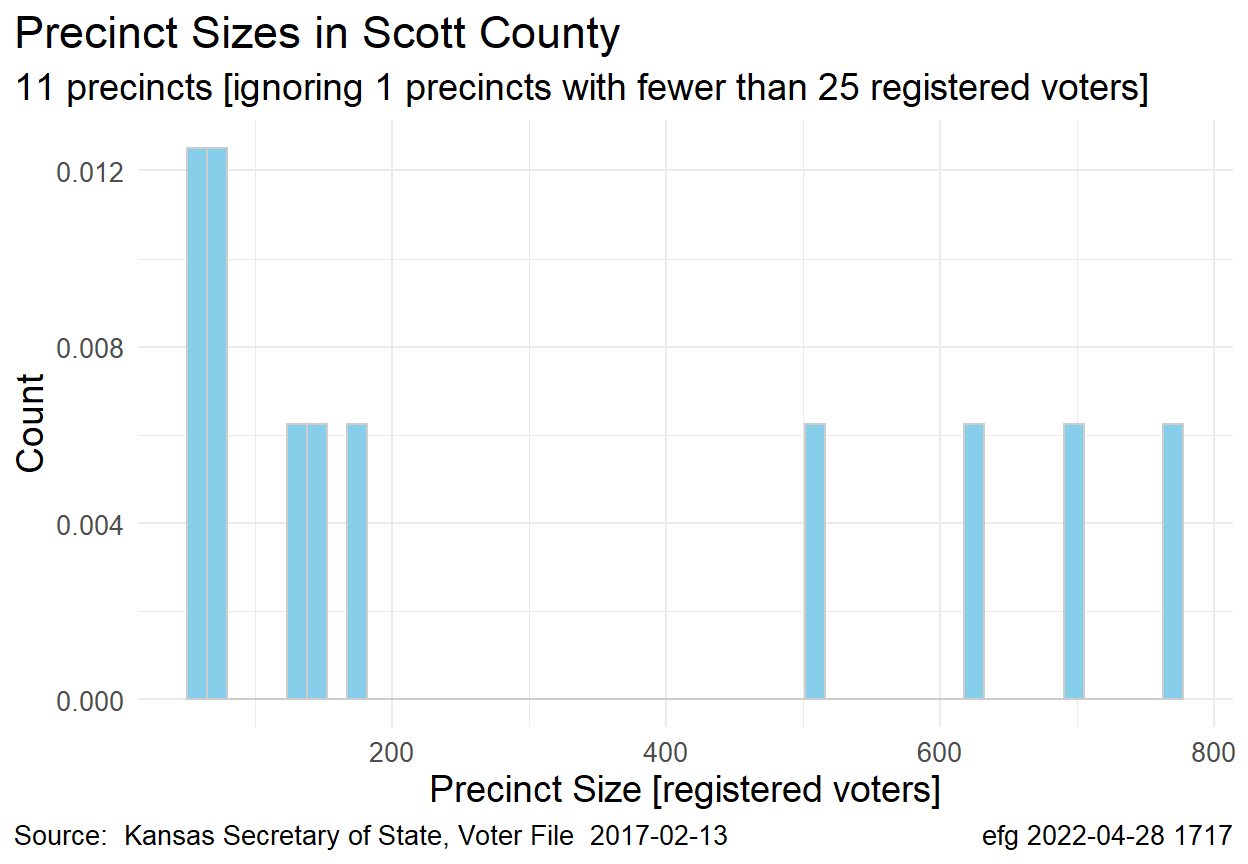 Precinct Sizes in Scott County
11 precincts [ignoring 1 precincts with fewer than 25 registered voters]
0.012
0.008
0.004
0.000
Count
200 400 600 800
Precinct Size [registered voters]
Source:  Kansas Secretary of State, Voter File  2017-02-13 efg 2022-04-28 1717